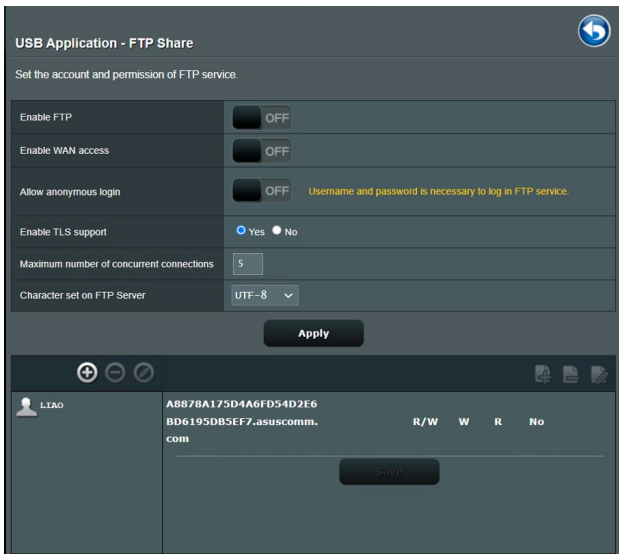 USB Application - FTP Share
Set the account and permission of FTP service.
Enable FTP
OFF
Enable WAN access
OFF
Allow anonymous login
OFF
Username and password is necessary to log in FTP service.
Enable TLS support
Yes No
Maximum number of concurrent connections
5
Character set on FTP Server
UTF-8
Apply
LIAO
A8878A175D4A6FD54D2E6
BD6195DB5EF7.asuscomm.
com
R/W W R No
Save